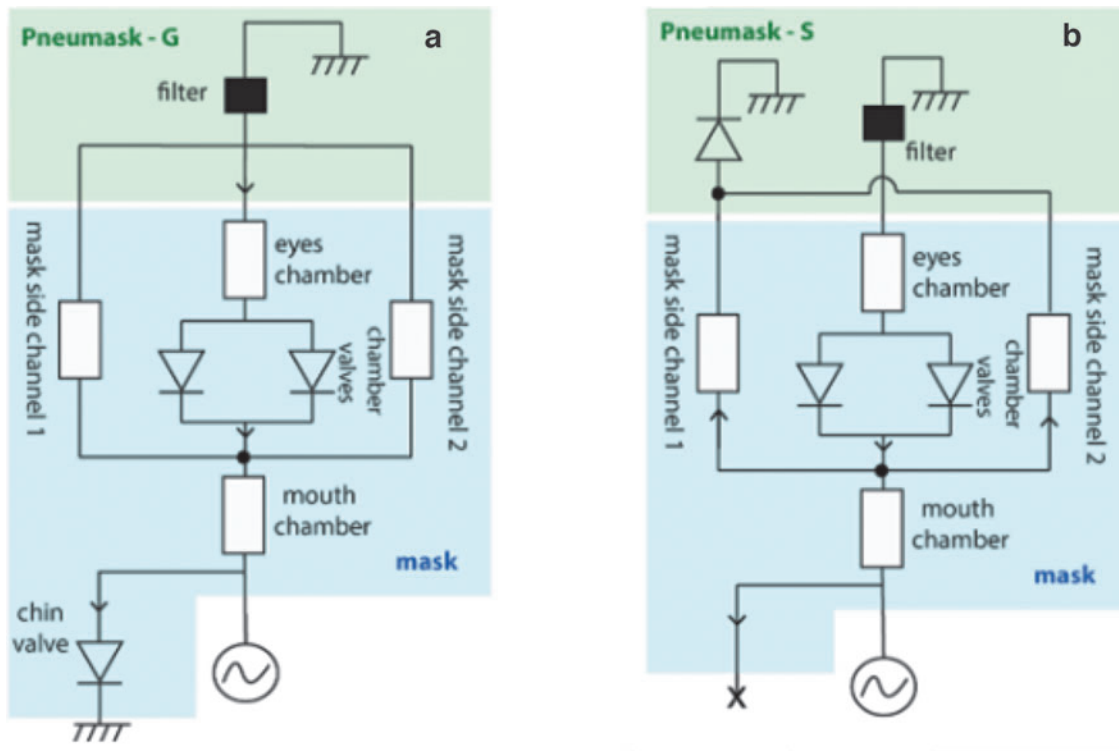 Pneumask - G
a
filter
mask side channel 1
eyes
chamber
chamber
valves
mask side channel 2
mouth
chamber
mask
chin
valve
Pneumask - S
b
filter
mask side channel 1
eyes
chamber
chamber
valves
mask side channel 2
mouth
chamber
mask
X